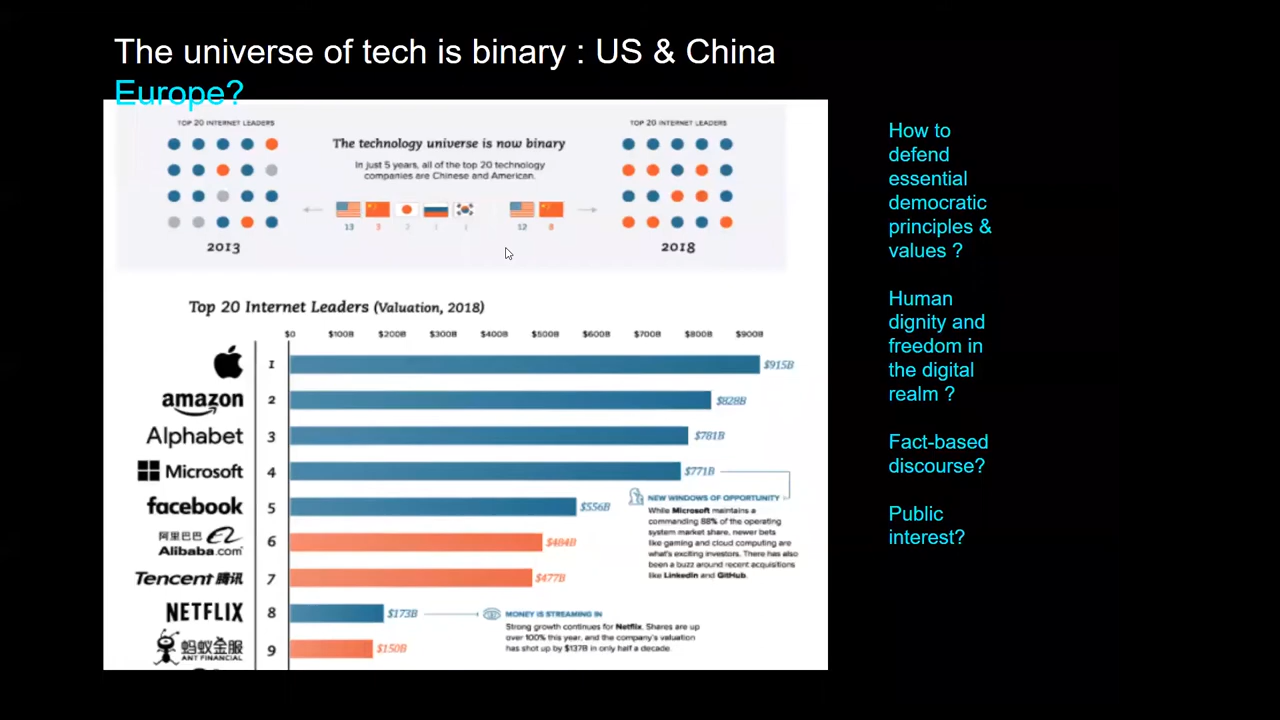 The universe of tech is binary : US & China
Europe?
TOP 20 INTERNET LEADERS
The technology universe is now binary
In just 5 years, all of the top 20 technology
companies are Chinese and American.
13 3 2 1 1
12 8
2013
TOP 20 INTERNET LEADERS
2018
Top 20 Internet Leaders (Valuation, 2018)
$0 $100B $200B $300B $400B $500B $600B $700B $800B $900B
1 $915B
amazon 2 $828B
Alphabet 3 $781B
Microsoft 4 $771B
facebook 5 $556B
阿里巴巴
Alibaba.com 6 $484B
Tencent 腾讯 7 $477B
NETFLIX 8 $173B
蚂蚁金服
ANT FINANCIAL 9 $150B
NEW WINDOWS OF OPPORTUNITY
While Microsoft maintains a
commanding 88% of the operating
system market share, newer bets
like gaming and cloud computing are
what's exciting investors. There has also
been a buzz around recent acquisitions
like LinkedIn and GitHub.
MONEY IS STREAMING IN
Strong growth continues for Netflix. Shares are up
over 100% this year, and the company's valuation
has shot up by $137B in only half a decade.
How to
defend
essential
democratic
principles &
values ?
Human
dignity and
freedom in
the digital
realm ?
Fact-based
discourse?
Public
interest?